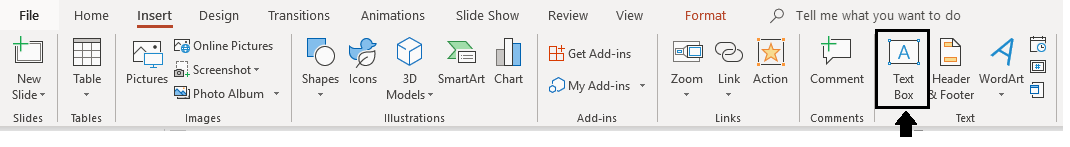 File Home Insert Design Transitions Animations Slide Show Review View Format Tell me what you want to do
New Slide
Table
Pictures
Online Pictures
Screenshot
Photo Album
Shapes
Icons
3D Models
SmartArt
Chart
Get Add-ins
My Add-ins
Zoom
Link
Action
Comment
A
Text Box
Header & Footer
A
WordArt
#
Slides Tables Images Illustrations Add-ins Links Comments Text